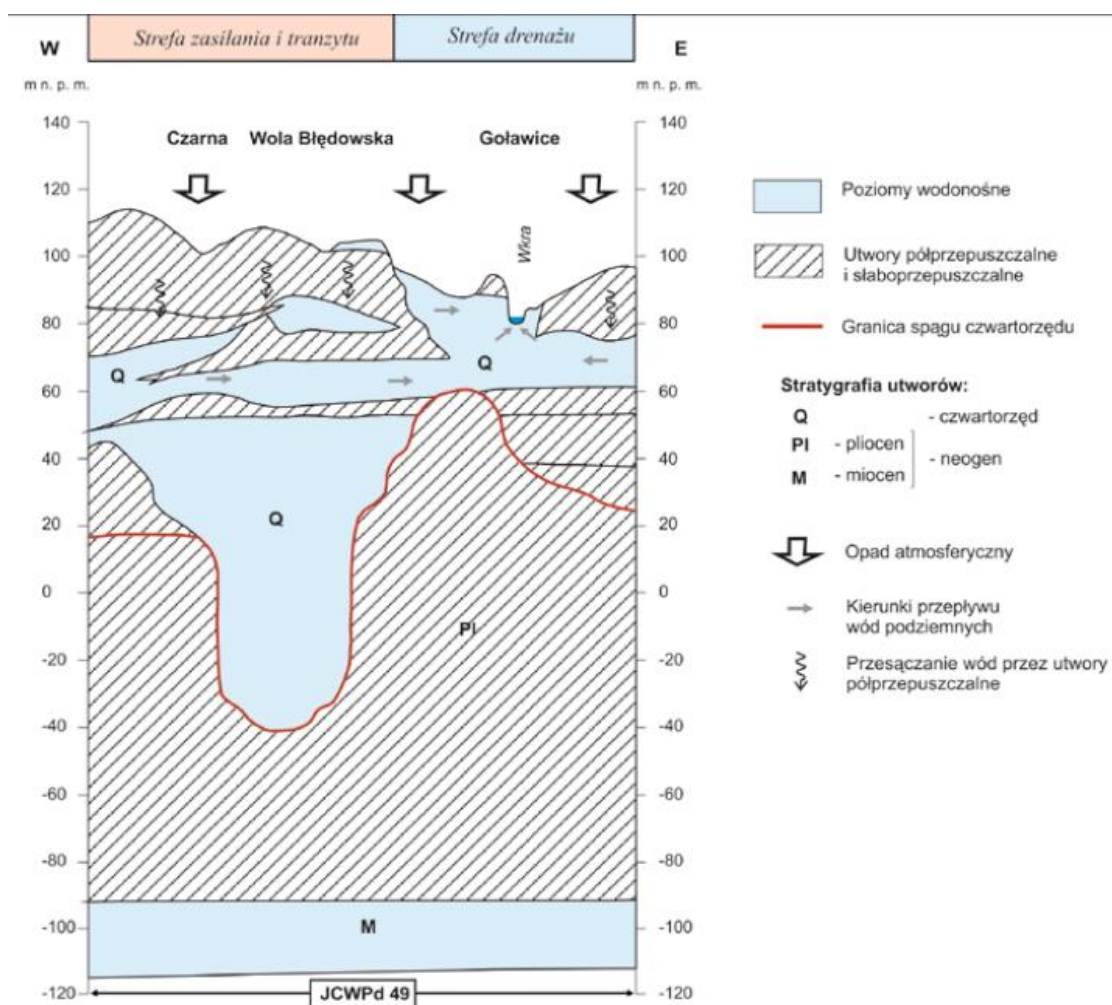 Strefa zasilania i tranzytu
Strefa drenażu
W
E
m n. p. m.
m n. p. m.
140
120
100
80
60
40
20
0
-20
-40
-60
-80
-100
-120
140
120
100
80
60
40
20
0
-20
-40
-60
-80
-100
-120
Czarna
Wola Błędowska
Goławice
Wkra
Q
Q
Q
Pl
M
JCWPd 49
Poziomy wodonośne
Utwory półprzepuszczalne
i słaboprzepuszczalne
Granica spągu czwartorzędu
Stratygrafia utworów:
Q - czwartorzęd
Pl - pliocen
M - miocen
- neogen
Opad atmosferyczny
Kierunki przepływu
wód podziemnych
Przesączanie wód przez utwory
półprzepuszczalne